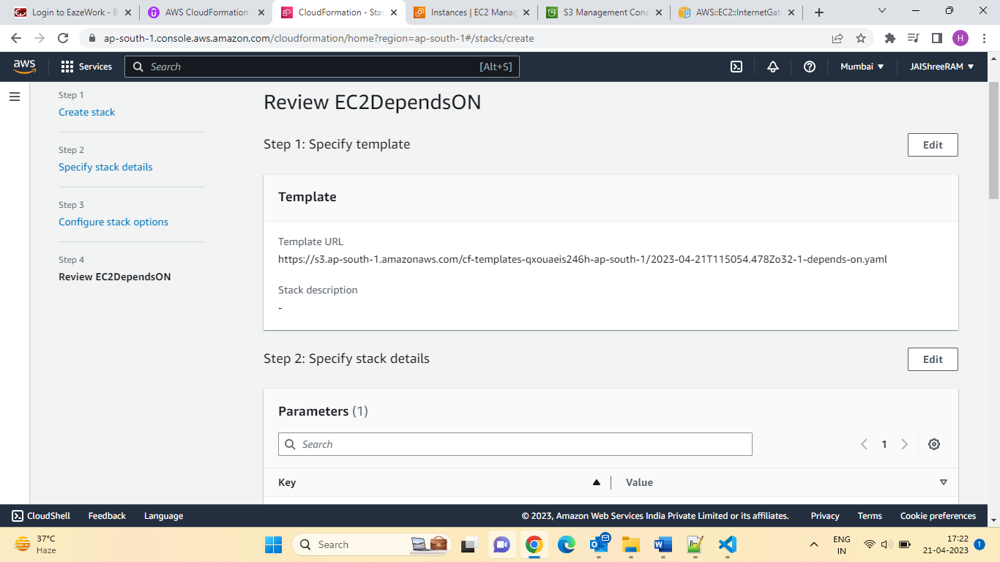 Login to EazeWork - B
AWS CloudFormation
CloudFormation - Stac
Instances | EC2 Manag
S3 Management Cons
AWS::EC2::InternetGat
ap-south-1.console.aws.amazon.com/cloudformation/home?region=ap-south-1#/stacks/create
H
aws
Services
Search
[Alt+S]
Mumbai
JAIShreeRAM
Step 1
Create stack
Step 2
Specify stack details
Step 3
Configure stack options
Step 4
Review EC2DependsON
Review EC2DependsON
Step 1: Specify template
Edit
Template
Template URL
https://s3.ap-south-1.amazonaws.com/cf-templates-qxouaeis246h-ap-south-1/2023-04-21T115054.478Zo32-1-depends-on.yaml
Stack description
-
Step 2: Specify stack details
Edit
Parameters (1)
Search
1
Key
Value
CloudShell
Feedback
Language
© 2023, Amazon Web Services India Private Limited or its affiliates.
Privacy
Terms
Cookie preferences
37°C
Haze
Search
ENG
IN
17:22
21-04-2023
1